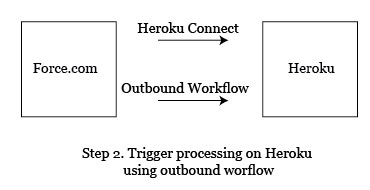 Heroku Connect
Force.com
Heroku
Outbound Workflow
Step 2. Trigger processing on Heroku
using outbound worflow